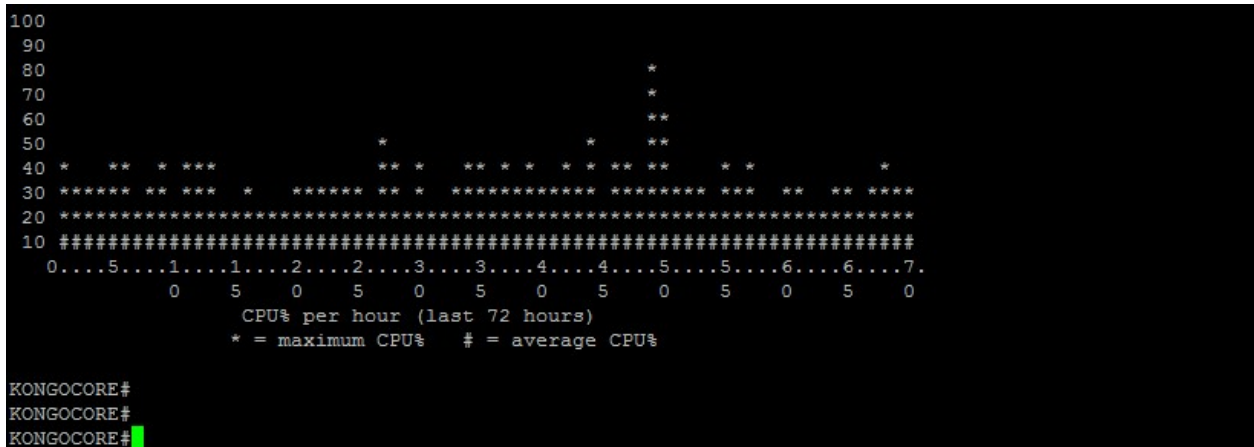 100
 90
 80                                                 *
 70                                                 *
 60                                                 **
 50                           *                *    **
 40 *   **  * ***             ** *   ** * *  * * ** **    * *          *
 30 ****** ** ***  *   ****** ** *  ************ ******** ***  **  ** ****
 20 **********************************************************************
 10 ######################################################################
   0....5....1....1....2....2....3....3....4....4....5....5....6....6....7.
             0    5    0    5    0    5    0    5    0    5    0    5    0
                   CPU% per hour (last 72 hours)
                  * = maximum CPU%   # = average CPU%
KONGOCORE#
KONGOCORE#
KONGOCORE#